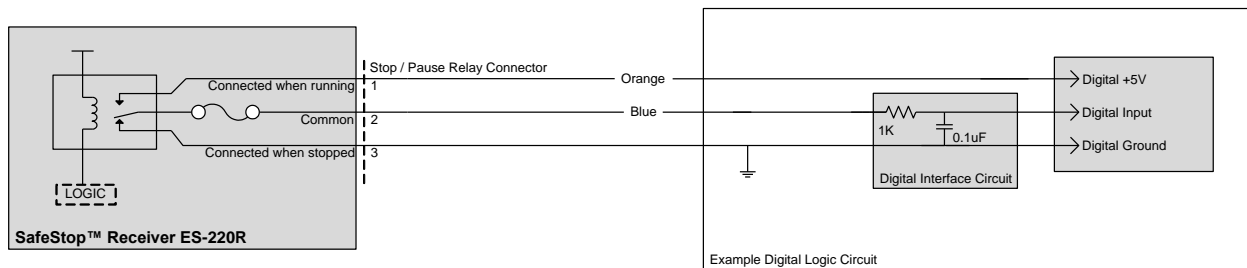 Stop / Pause Relay Connector
Connected when running
1
Orange
Digital +5V
Common
2
Blue
1K
0.1uF
Digital Input
Connected when stopped
3
Digital Ground
Digital Interface Circuit
LOGIC
SafeStop™ Receiver ES-220R
Example Digital Logic Circuit